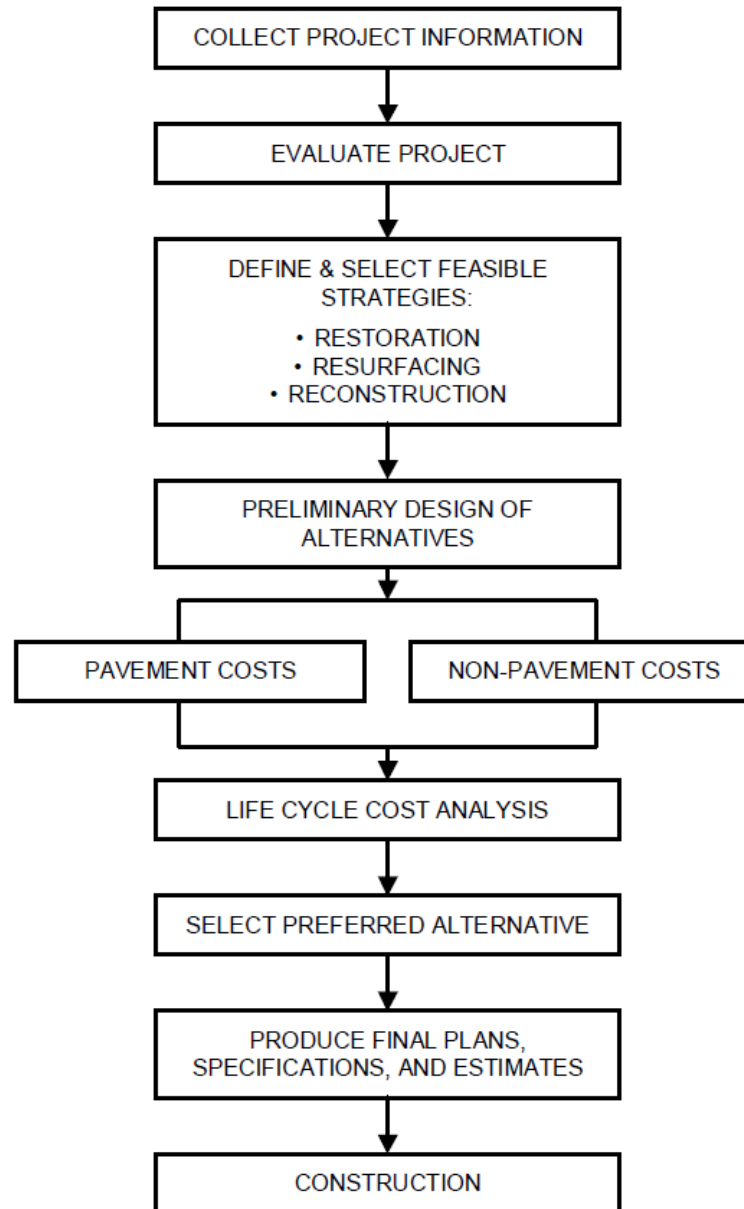 COLLECT PROJECT INFORMATION
EVALUATE PROJECT
DEFINE & SELECT FEASIBLE
STRATEGIES:
• RESTORATION
• RESURFACING
• RECONSTRUCTION
PRELIMINARY DESIGN OF
ALTERNATIVES
PAVEMENT COSTS
NON-PAVEMENT COSTS
LIFE CYCLE COST ANALYSIS
SELECT PREFERRED ALTERNATIVE
PRODUCE FINAL PLANS,
SPECIFICATIONS, AND ESTIMATES
CONSTRUCTION